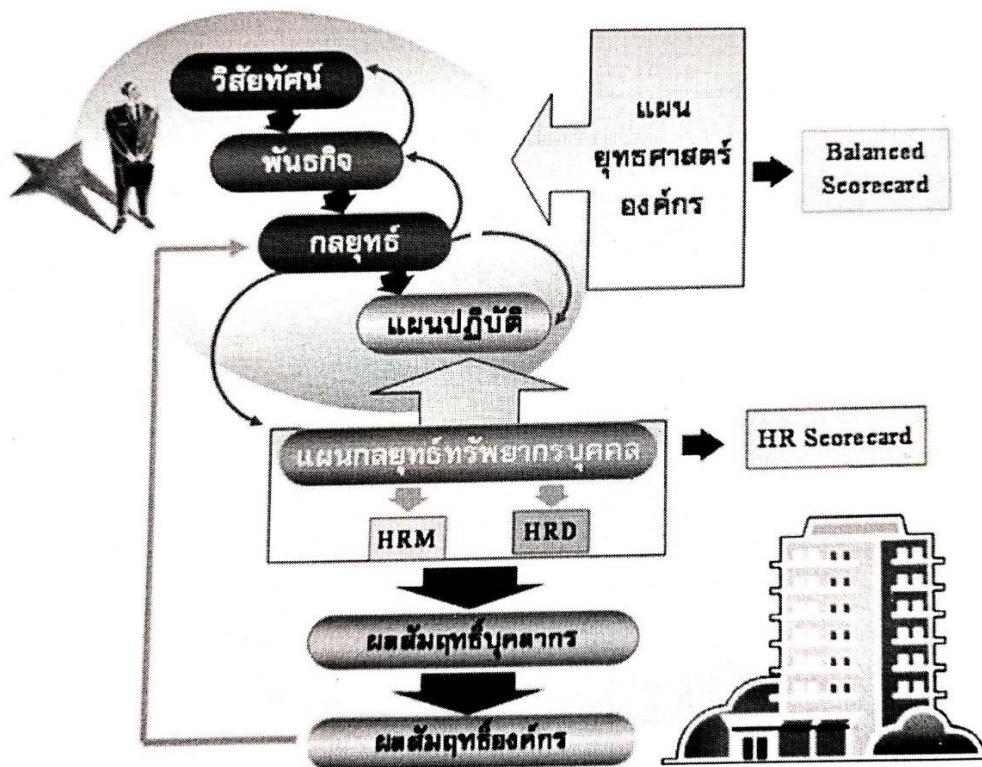 วิสัยทัศน์
พันธกิจ
กลยุทธ์
แผนปฏิบัติ
แผน
ยุทธศาสตร์
องค์กร
Balanced
Scorecard
แผนกลยุทธ์ทรัพยากรบุคคล
HR Scorecard
HRM
HRD
ผลสัมฤทธิ์บุคลากร
ผลสัมฤทธิ์องค์กร